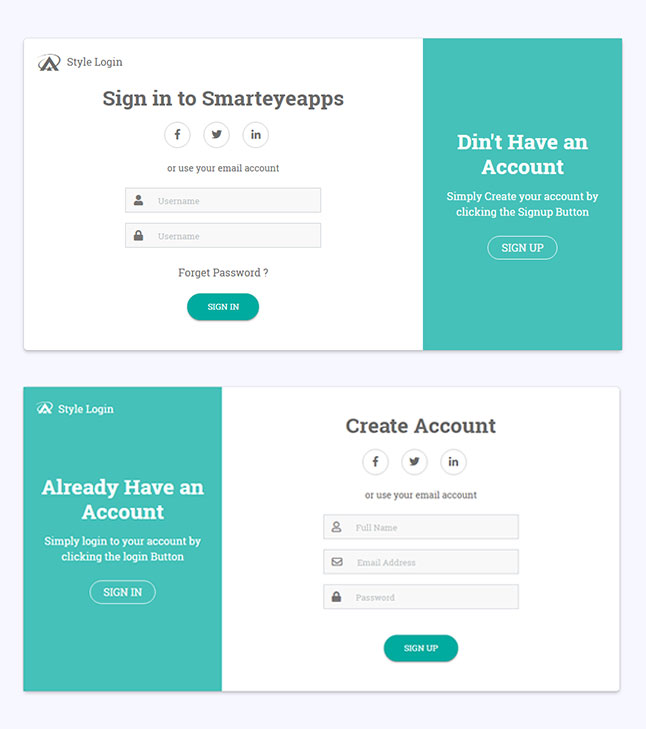 Style Login
Sign in to Smarteyeapps
or use your email account
Username
Username
Forget Password ?
SIGN IN
Din't Have an
Account
Simply Create your account by
clicking the Signup Button
SIGN UP
Style Login
Already Have an
Account
Simply login to your account by
clicking the login Button
SIGN IN
Create Account
or use your email account
Full Name
Email Address
Password
SIGN UP